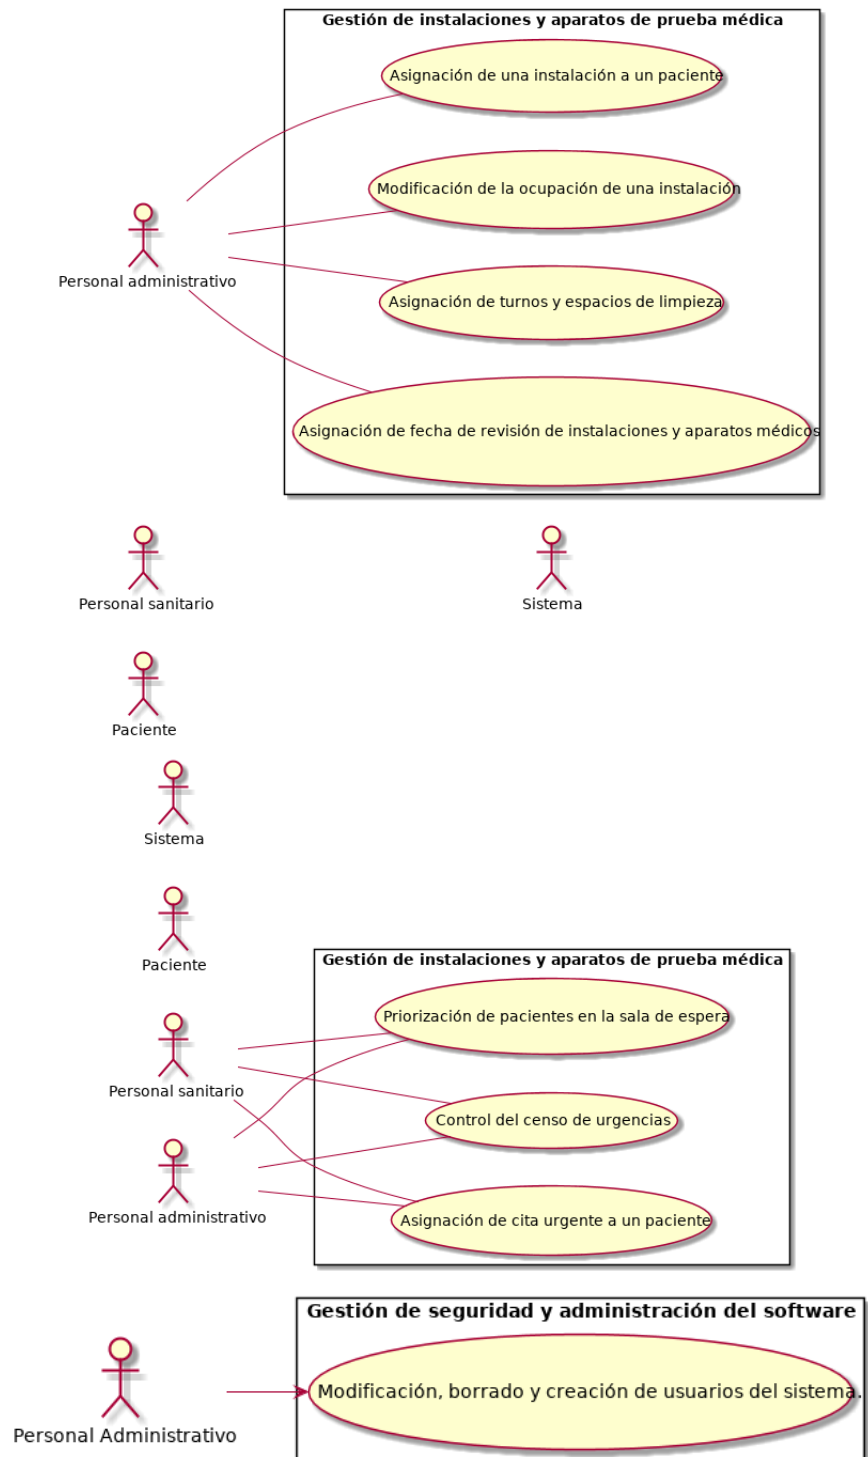 Gestión de instalaciones y aparatos de prueba médica
Asignación de una instalación a un paciente
Modificación de la ocupación de una instalación
Personal administrativo
Asignación de turnos y espacios de limpieza
Asignación de fecha de revisión de instalaciones y aparatos médicos
Personal sanitario
Sistema
Paciente
Sistema
Paciente
Gestión de instalaciones y aparatos de prueba médica
Priorización de pacientes en la sala de espera
Personal sanitario
Control del censo de urgencias
Personal administrativo
Asignación de cita urgente a un paciente
Gestión de seguridad y administración del software
Modificación, borrado y creación de usuarios del sistema.
Personal Administrativo